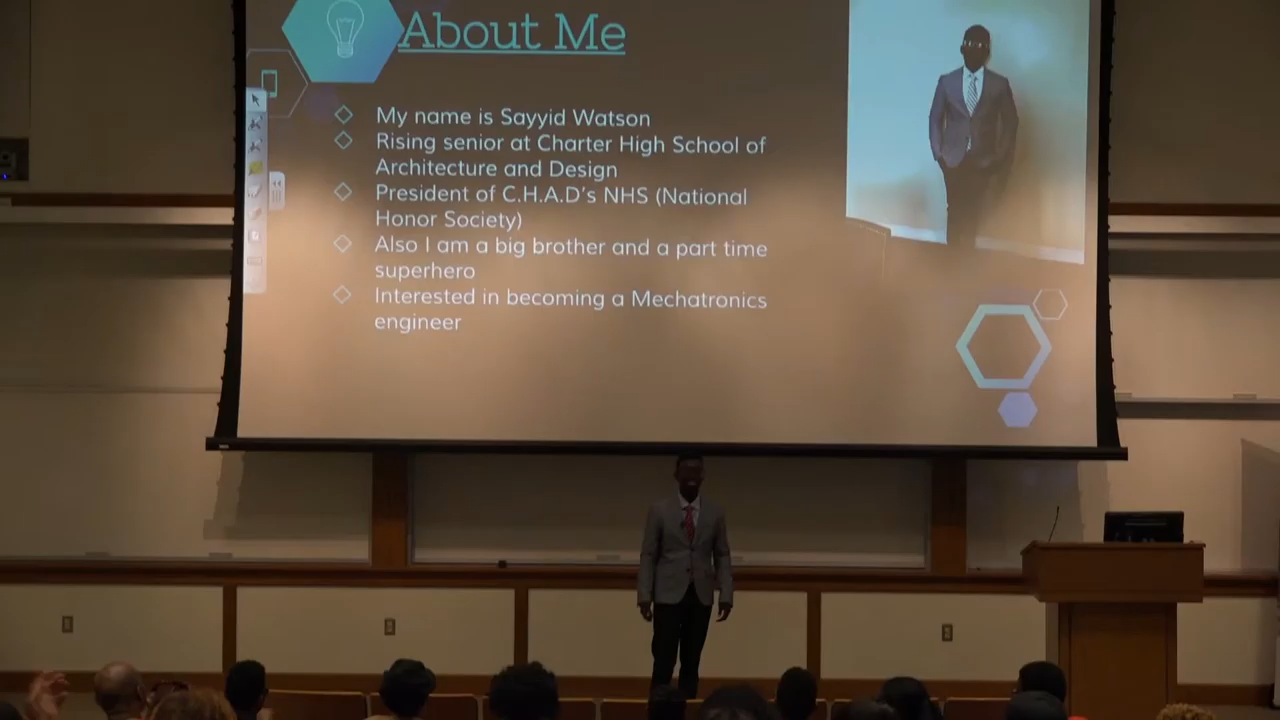 About Me
My name is Sayyid Watson
Rising senior at Charter High School of
Architecture and Design
President of C.H.A.D's NHS (National
Honor Society)
Also I am a big brother and a part time
superhero
Interested in becoming a Mechatronics
engineer